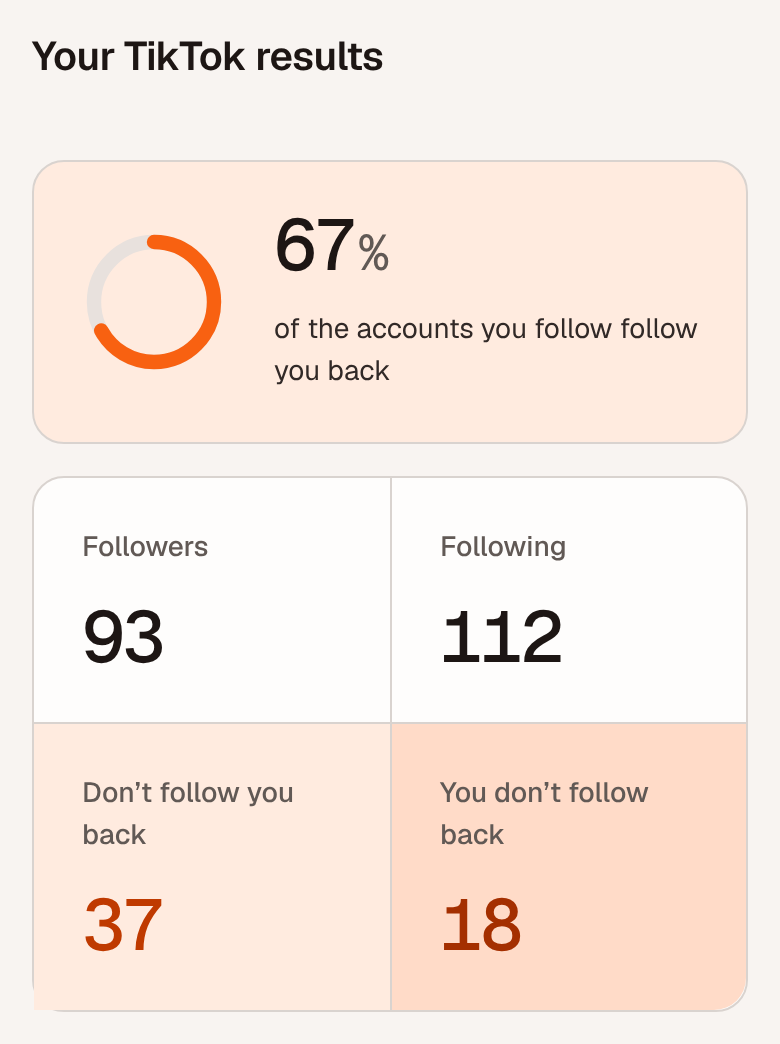 Your TikTok results
67%
of the accounts you follow follow
you back
Followers
93
Following
112
Don’t follow you
back
37
You don’t follow
back
18